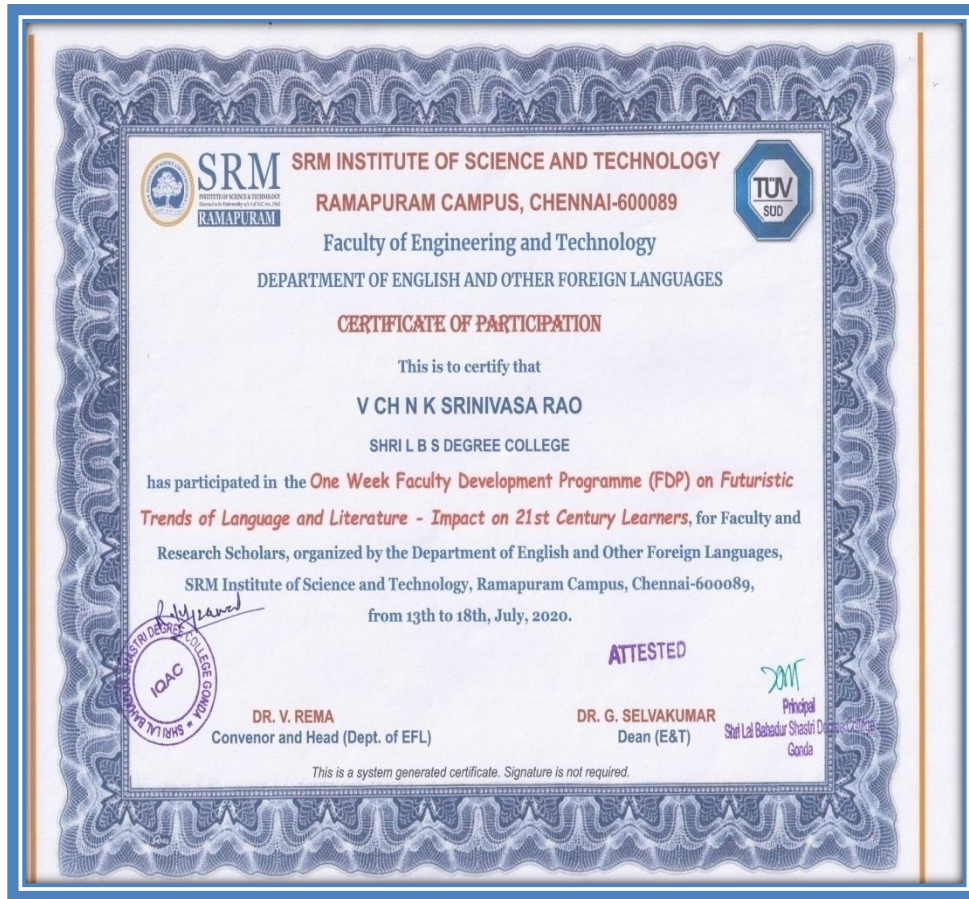 SRM
INSTITUTE OF SCIENCE & TECHNOLOGY
RAMAPURAM
SRM INSTITUTE OF SCIENCE AND TECHNOLOGY
RAMAPURAM CAMPUS, CHENNAI-600089
TÜV
SÜD
Faculty of Engineering and Technology
DEPARTMENT OF ENGLISH AND OTHER FOREIGN LANGUAGES
CERTIFICATE OF PARTICIPATION
This is to certify that
V CH N K SRINIVASA RAO
SHRI L B S DEGREE COLLEGE
has participated in the One Week Faculty Development Programme (FDP) on Futuristic
Trends of Language and Literature - Impact on 21st Century Learners, for Faculty and
Research Scholars, organized by the Department of English and Other Foreign Languages,
SRM Institute of Science and Technology, Ramapuram Campus, Chennai-600089,
from 13th to 18th, July, 2020.
SHRI LAL BAHADUR SHASTRI DEGREE COLLEGE GONDA
IQAC
ATTESTED
Principal
Shri Lal Bahadur Shastri Degree College
Gonda
DR. V. REMA
Convenor and Head (Dept. of EFL)
DR. G. SELVAKUMAR
Dean (E&T)
This is a system generated certificate. Signature is not required.